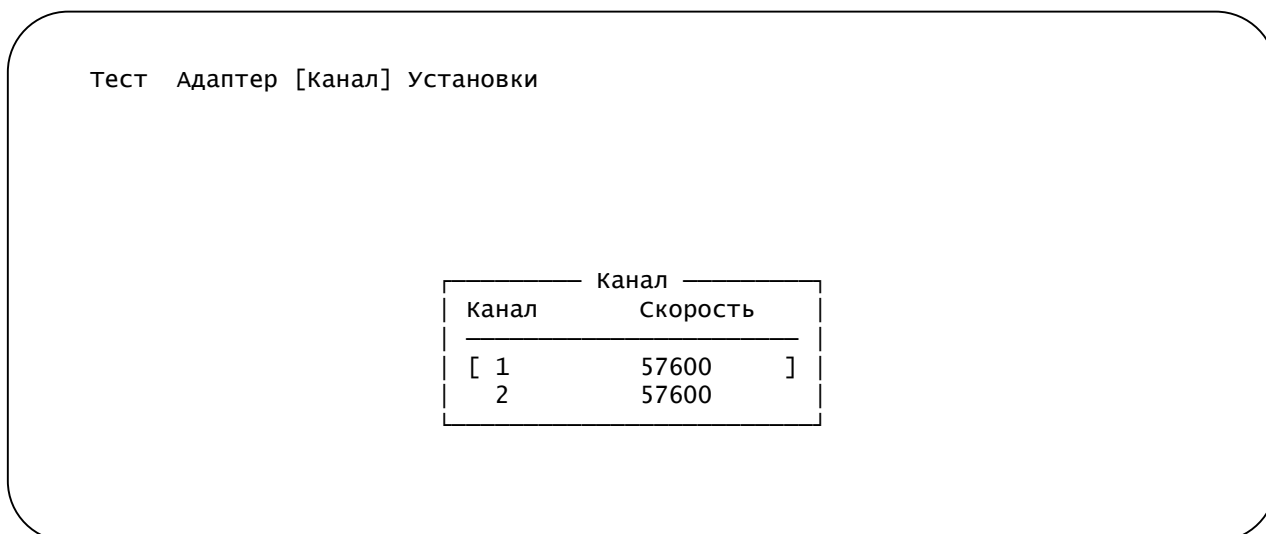 Тест Адаптер [Канал] Установки
Канал
Канал Скорость
[ 1 57600 ]
2 57600